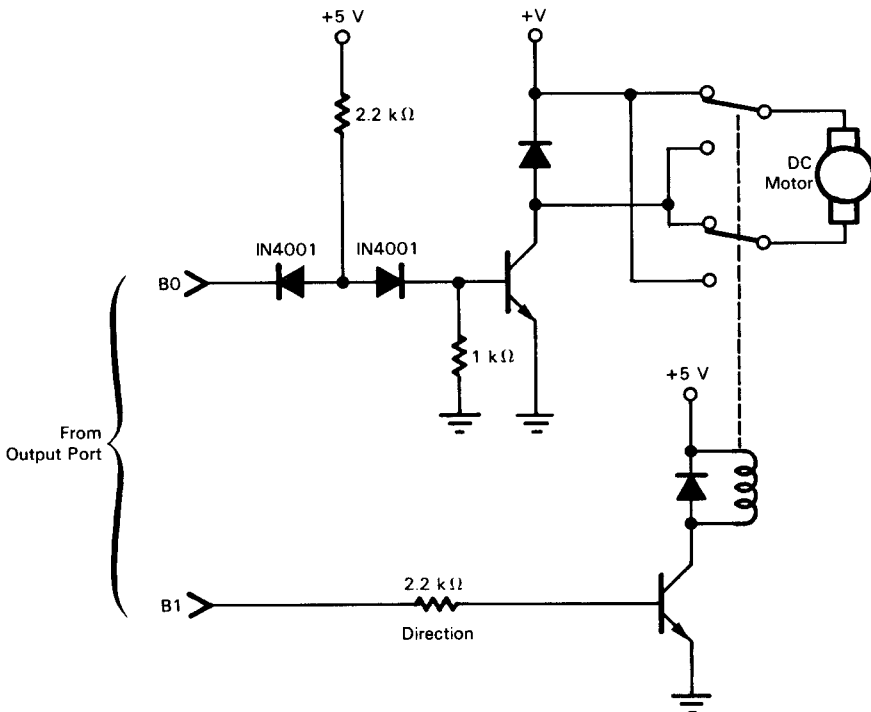 +5 V
+V
2.2 kΩ
DC
Motor
IN4001
IN4001
B0
1 kΩ
+5 V
From
Output Port
2.2 kΩ
B1
Direction